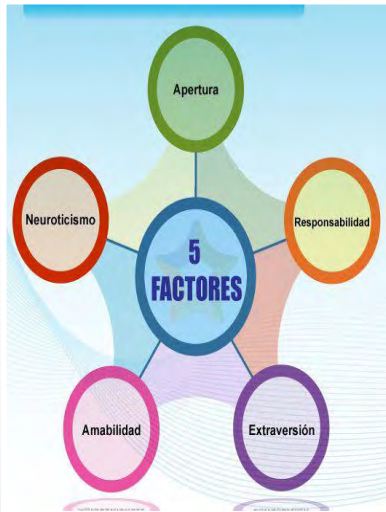 Apertura
Neuroticismo
Responsabilidad
5
FACTORES
Amabilidad
Extraversión